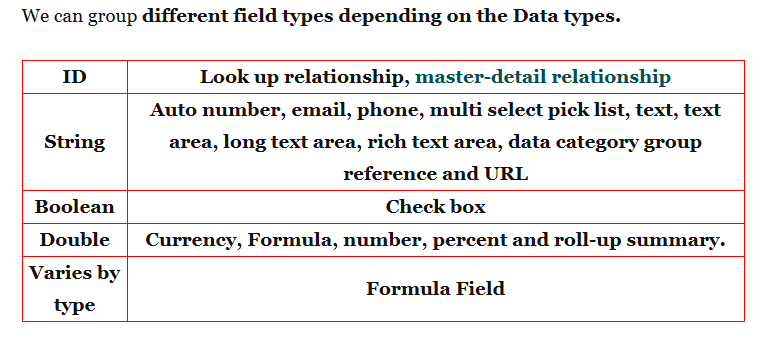 We can group different field types depending on the Data types.
ID
Look up relationship, master-detail relationship
String
Auto number, email, phone, multi select pick list, text, text
area, long text area, rich text area, data category group
reference and URL
Boolean
Check box
Double
Currency, Formula, number, percent and roll-up summary.
Varies by
type
Formula Field